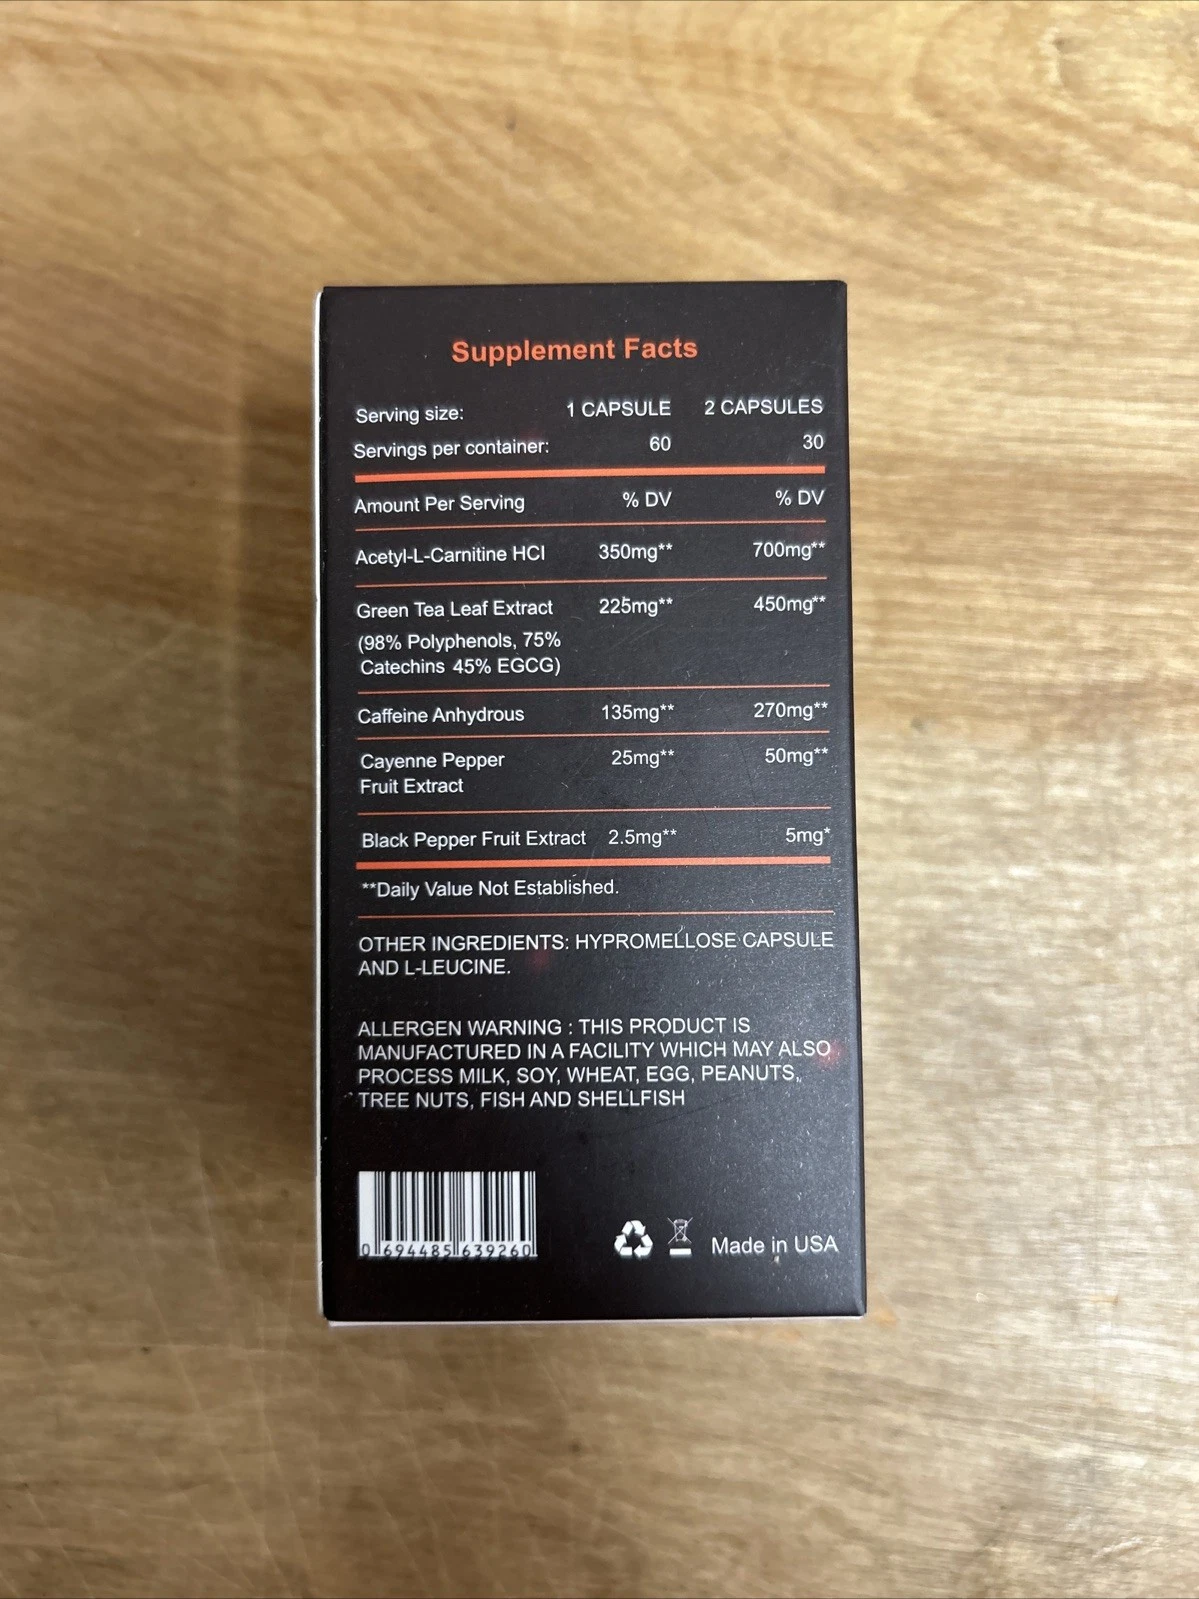 Supplement Facts
Serving size: 1 CAPSULE 2 CAPSULES
Servings per container: 60 30
Amount Per Serving % DV % DV
Acetyl-L-Carnitine HCl 350mg** 700mg**
Green Tea Leaf Extract 225mg** 450mg**
(98% Polyphenols, 75%
Catechins 45% EGCG)
Caffeine Anhydrous 135mg** 270mg**
Cayenne Pepper 25mg** 50mg**
Fruit Extract
Black Pepper Fruit Extract 2.5mg** 5mg*
**Daily Value Not Established.
OTHER INGREDIENTS: HYPROMELLOSE CAPSULE
AND L-LEUCINE.
ALLERGEN WARNING : THIS PRODUCT IS
MANUFACTURED IN A FACILITY WHICH MAY ALSO
PROCESS MILK, SOY, WHEAT, EGG, PEANUTS,
TREE NUTS, FISH AND SHELLFISH
0 694485 639260
Made in USA